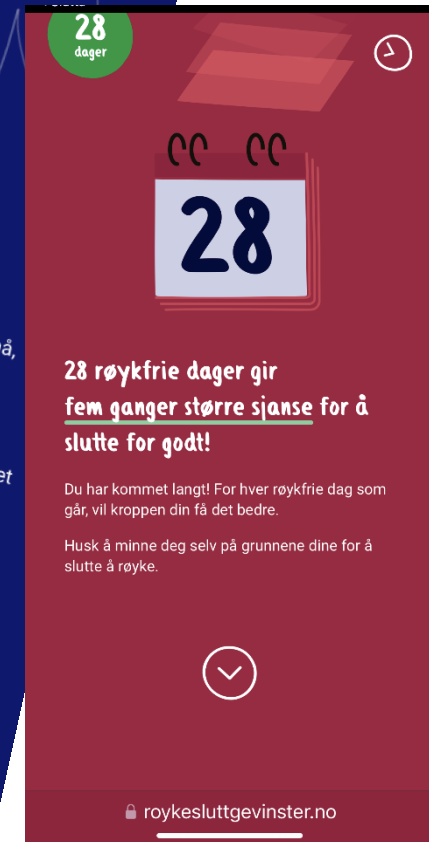 28
dager
28
28 røykfrie dager gir
fem ganger større sjanse for å
slutte for godt!
Du har kommet langt! For hver røykfrie dag som
går, vil kroppen din få det bedre.
Husk å minne deg selv på grunnene dine for å
slutte å røyke.
roykesluttgevinster.no